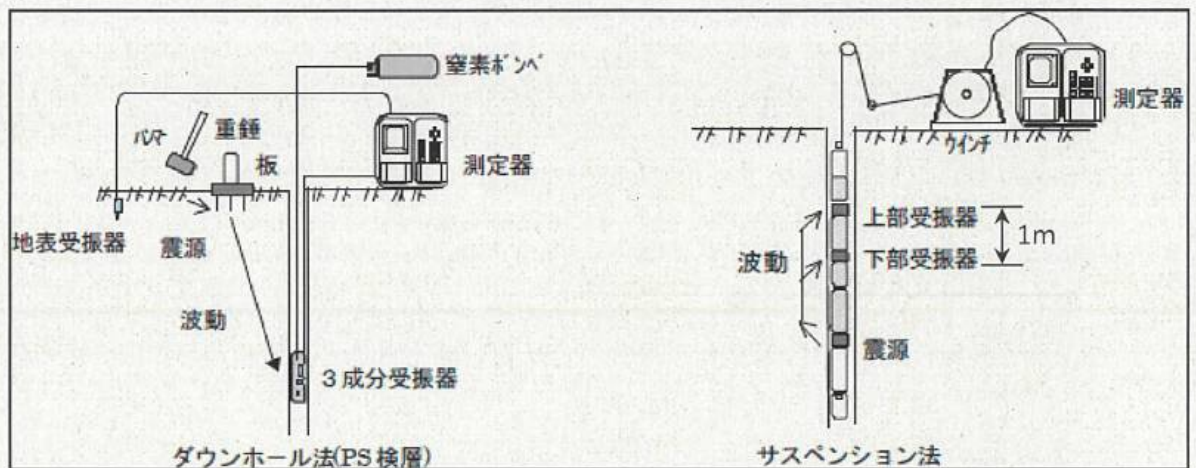 窒素ボンベ
ハンマ
重錘
板
測定器
地表受振器
震源
波動
3成分受振器
ダウンホール法(PS検層)
測定器
ウインチ
上部受振器
1m
下部受振器
波動
震源
サスペンション法